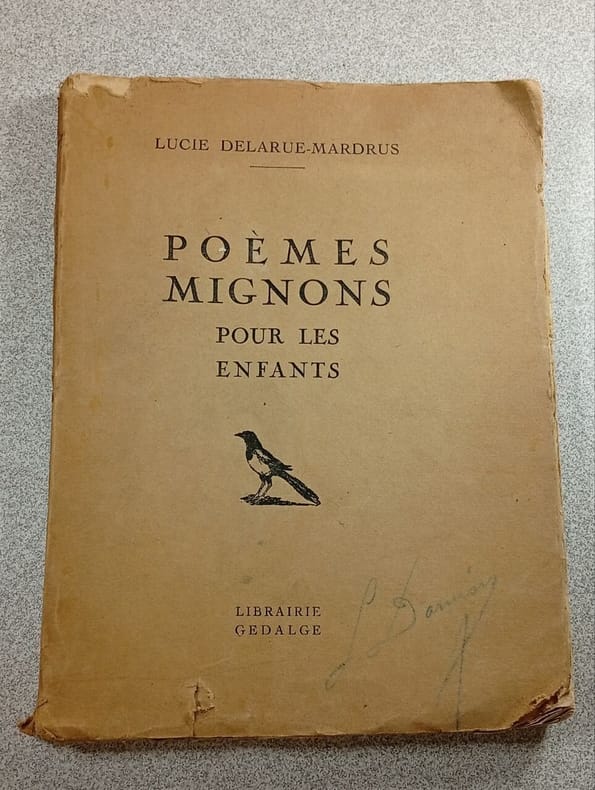 LUCIE DELARUE-MARDRUS
POÈMES
MIGNONS
POUR LES
ENFANTS
LIBRAIRIE
GEDALGE